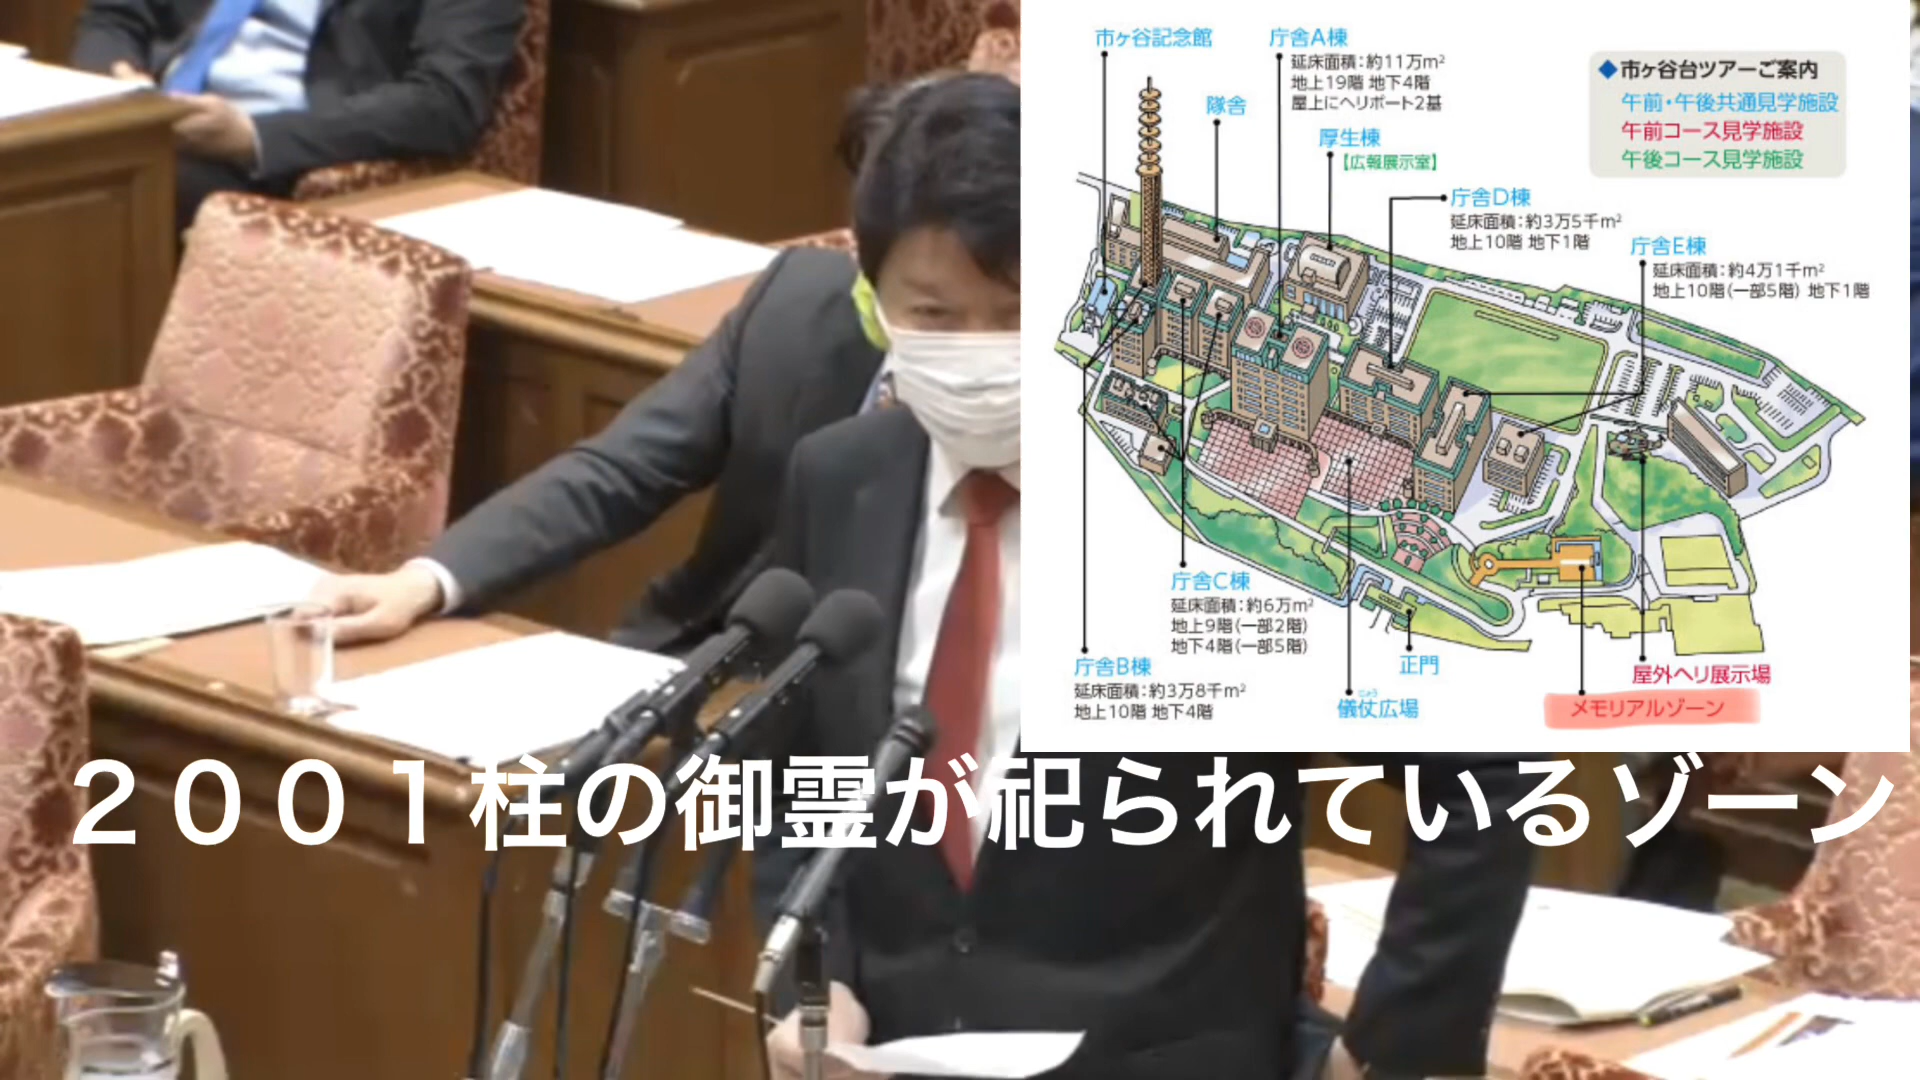 市ヶ谷記念館
庁舎A棟
延床面積：約11万m²
地上19階 地下4階
屋上にヘリポート2基
隊舎
厚生棟
【広報展示室】
◆市ヶ谷台ツアーご案内
午前・午後共通見学施設
午前コース見学施設
午後コース見学施設
庁舎D棟
延床面積：約3万5千m²
地上10階 地下1階
庁舎E棟
延床面積：約4万1千m²
地上10階（一部5階） 地下1階
庁舎C棟
延床面積：約6万m²
地上9階（一部2階）
地下4階（一部5階）
庁舎B棟
延床面積：約3万8千m²
地上10階 地下4階
正門
じょう
儀仗広場
屋外ヘリ展示場
メモリアルゾーン
２００１柱の御霊が祀られているゾーン